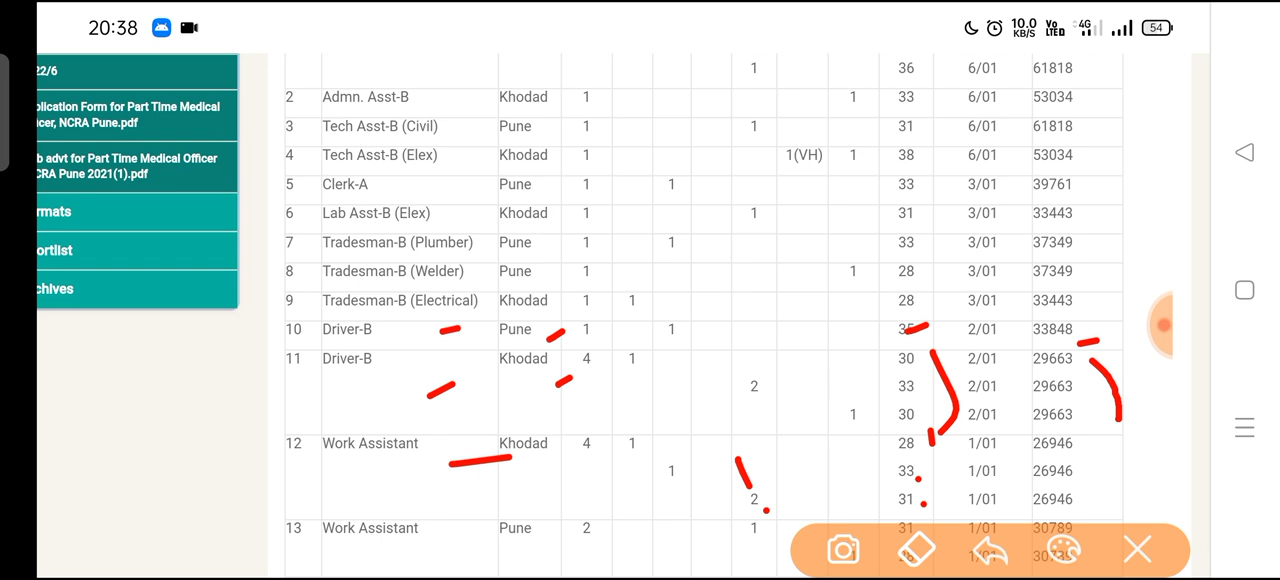 20:38 10.0 KB/S Vo LTED 4G 54
22/6
plication Form for Part Time Medical
icer, NCRA Pune.pdf
b advt for Part Time Medical Officer
CRA Pune 2021(1).pdf
rmats
ortlist
chives
1 36 6/01 61818
2 Admn. Asst-B Khodad 1 1 33 6/01 53034
3 Tech Asst-B (Civil) Pune 1 1 31 6/01 61818
4 Tech Asst-B (Elex) Khodad 1 1(VH) 1 38 6/01 53034
5 Clerk-A Pune 1 1 33 3/01 39761
6 Lab Asst-B (Elex) Khodad 1 1 31 3/01 33443
7 Tradesman-B (Plumber) Pune 1 1 33 3/01 37349
8 Tradesman-B (Welder) Pune 1 1 28 3/01 37349
9 Tradesman-B (Electrical) Khodad 1 1 28 3/01 33443
10 Driver-B Pune 1 1 35 2/01 33848
11 Driver-B Khodad 4 1 30 2/01 29663
2 33 2/01 29663
1 30 2/01 29663
12 Work Assistant Khodad 4 1 28 1/01 26946
1 33 1/01 26946
2 31 1/01 26946
13 Work Assistant Pune 2 1 31 1/01 30789
1/01